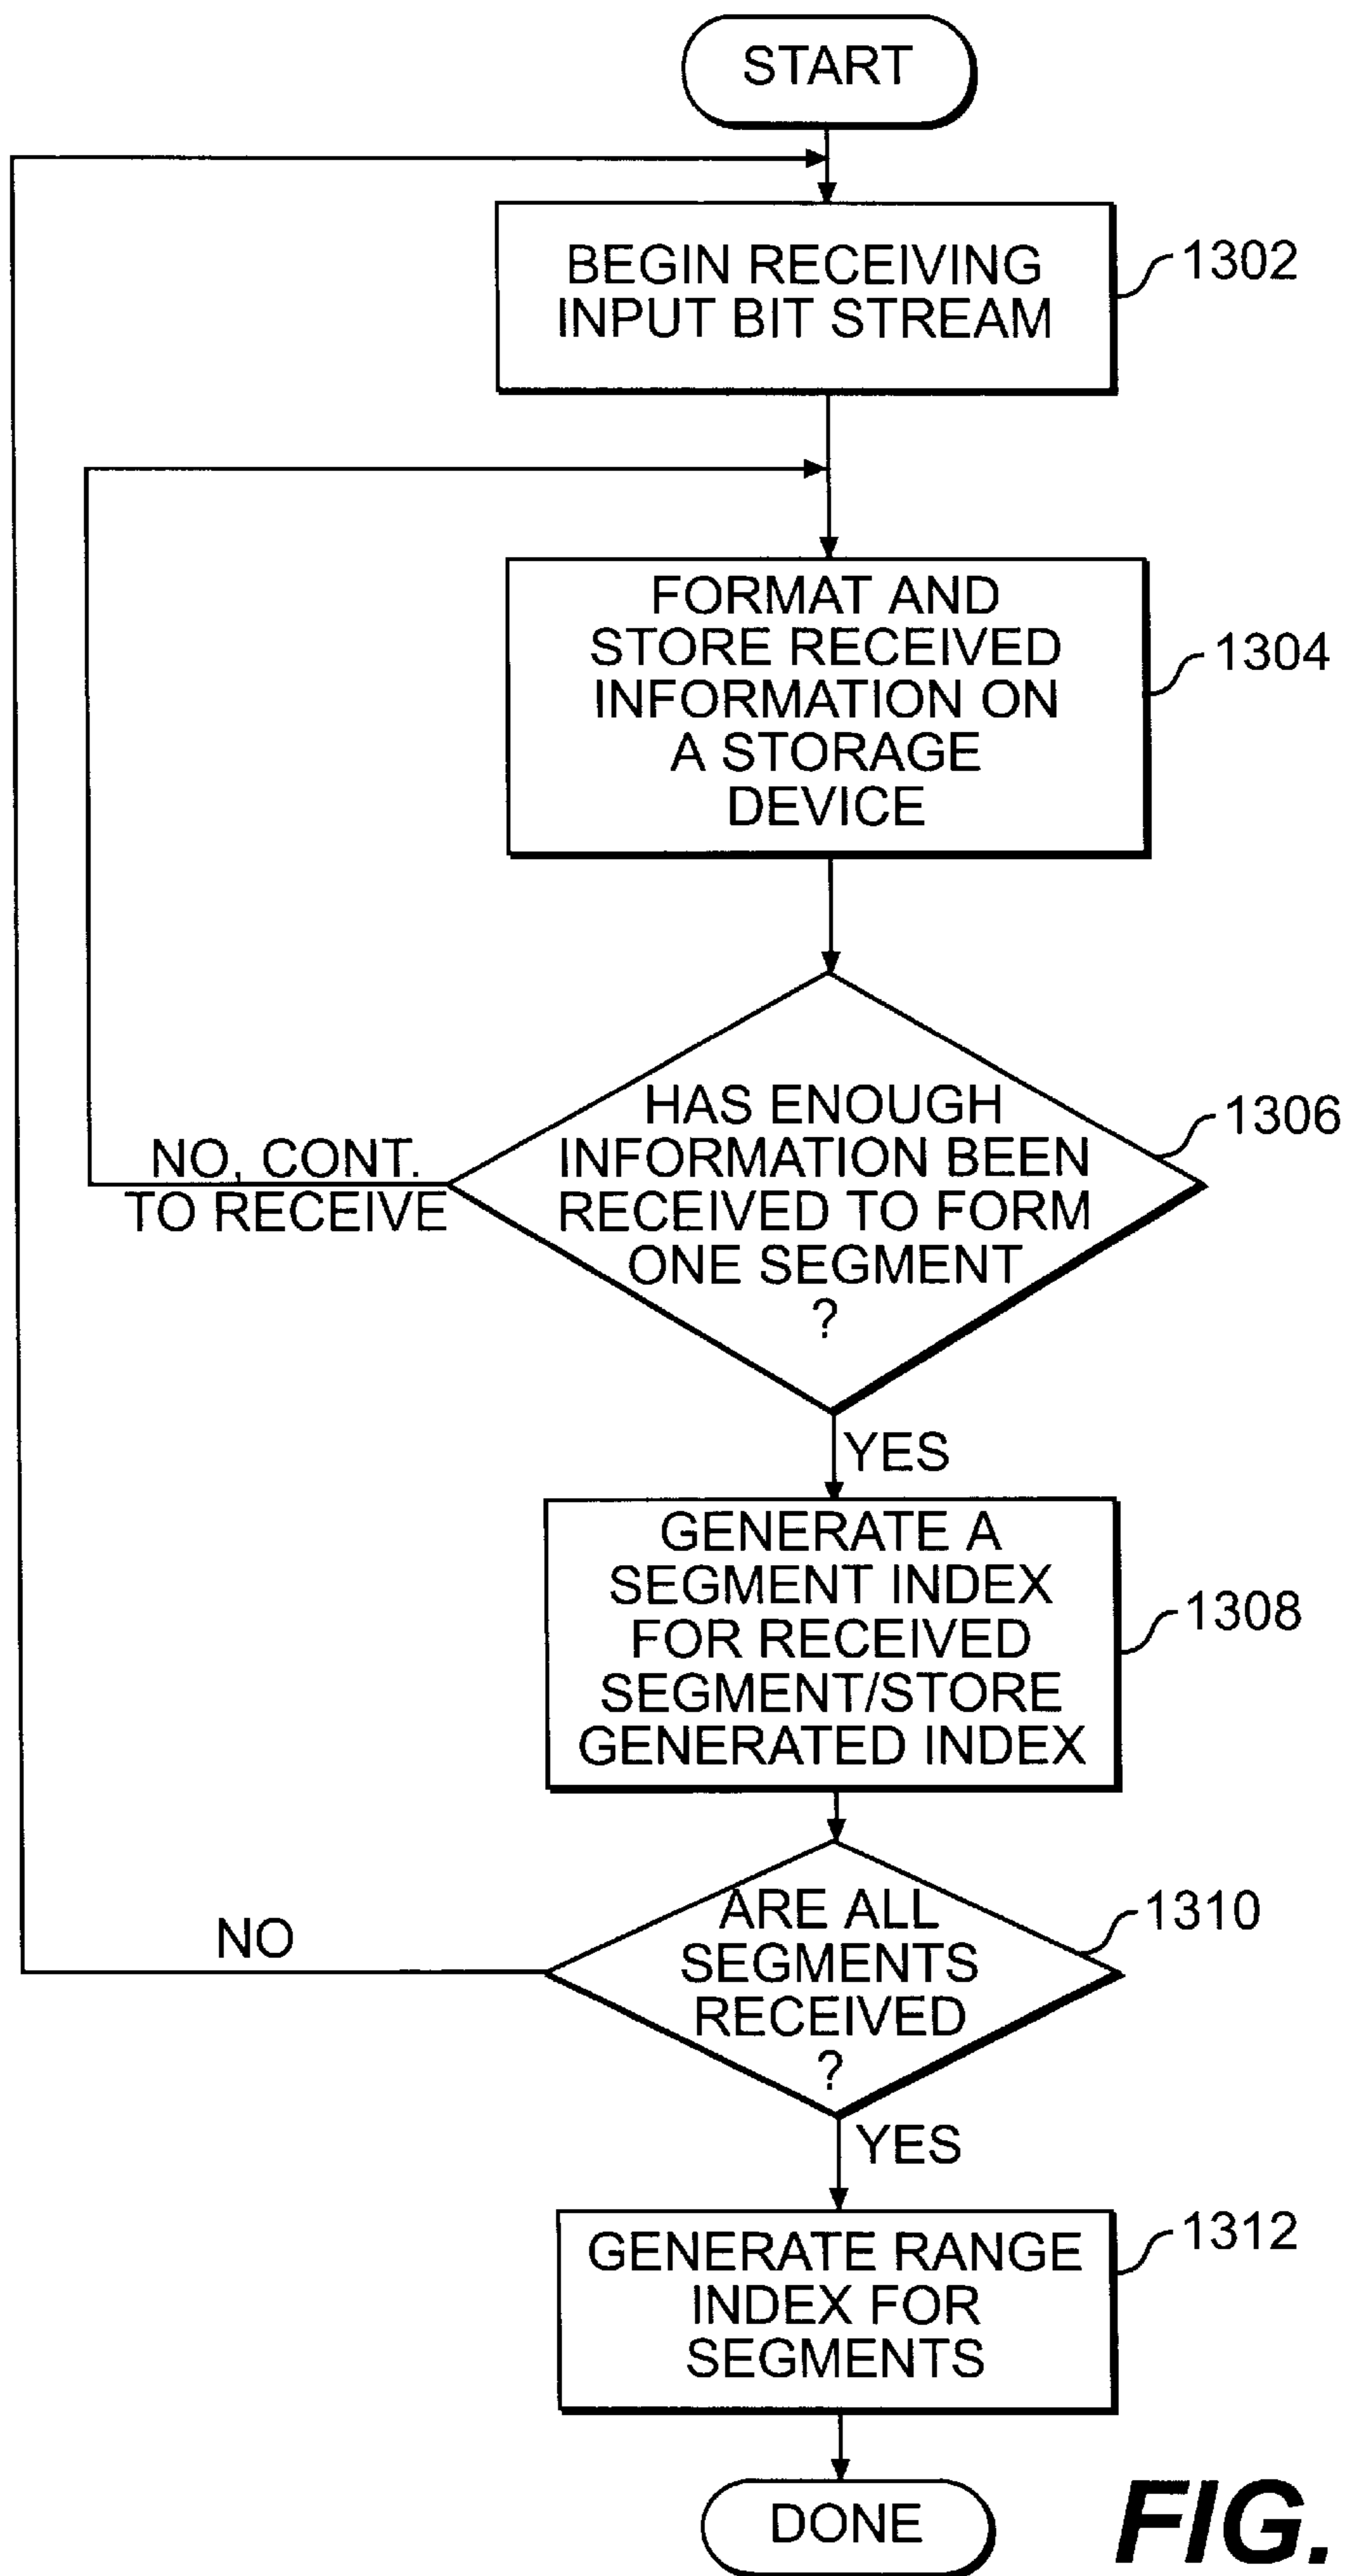 START
BEGIN RECEIVING
INPUT BIT STREAM
1302
FORMAT AND
STORE RECEIVED
INFORMATION ON
A STORAGE
DEVICE
1304
HAS ENOUGH
INFORMATION BEEN
RECEIVED TO FORM
ONE SEGMENT
?
1306
NO, CONT.
TO RECEIVE
YES
GENERATE A
SEGMENT INDEX
FOR RECEIVED
SEGMENT/STORE
GENERATED INDEX
1308
ARE ALL
SEGMENTS
RECEIVED
?
1310
NO
YES
GENERATE RANGE
INDEX FOR
SEGMENTS
1312
DONE
FIG.